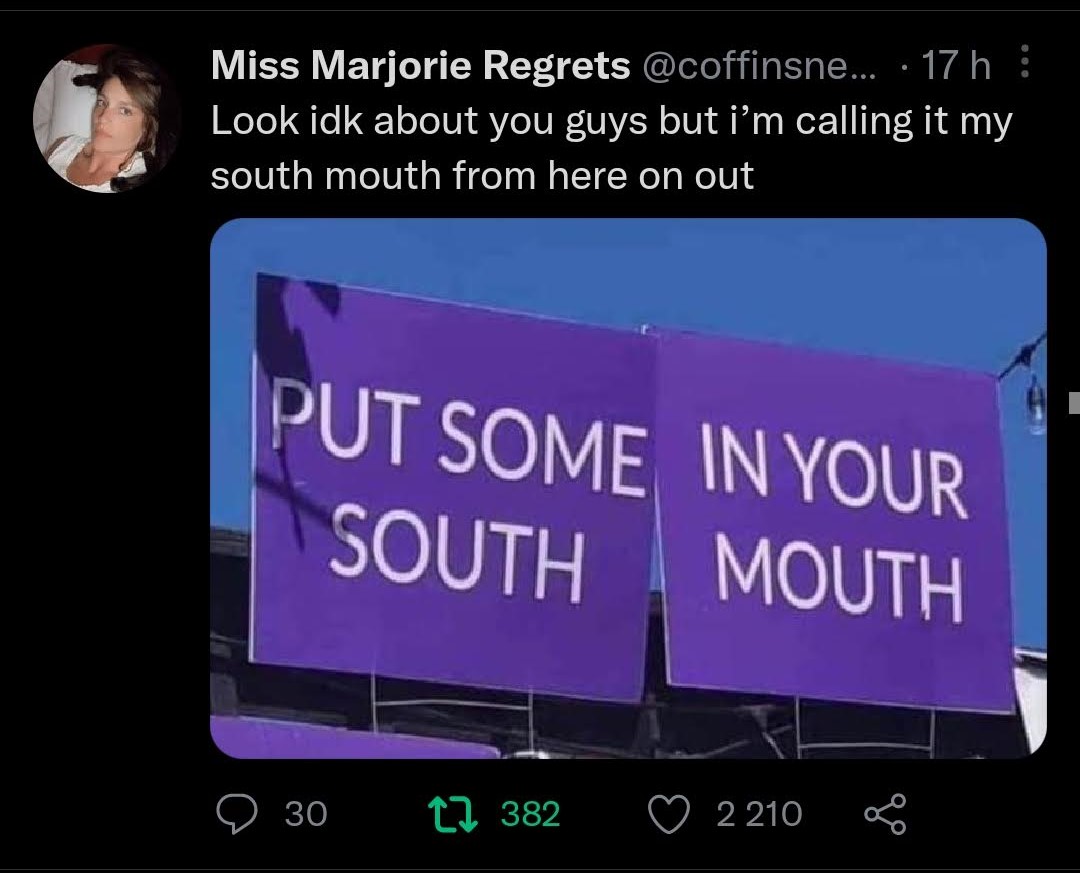 Miss Marjorie Regrets @coffinsne... · 17 h
Look idk about you guys but i’m calling it my
south mouth from here on out
PUT SOME
SOUTH
IN YOUR
MOUTH
30
382
2 210